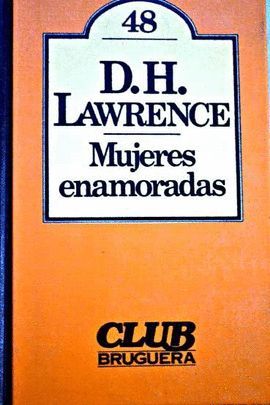 48
D.H.
LAWRENCE
Mujeres
enamoradas
CLUB
BRUGUERA